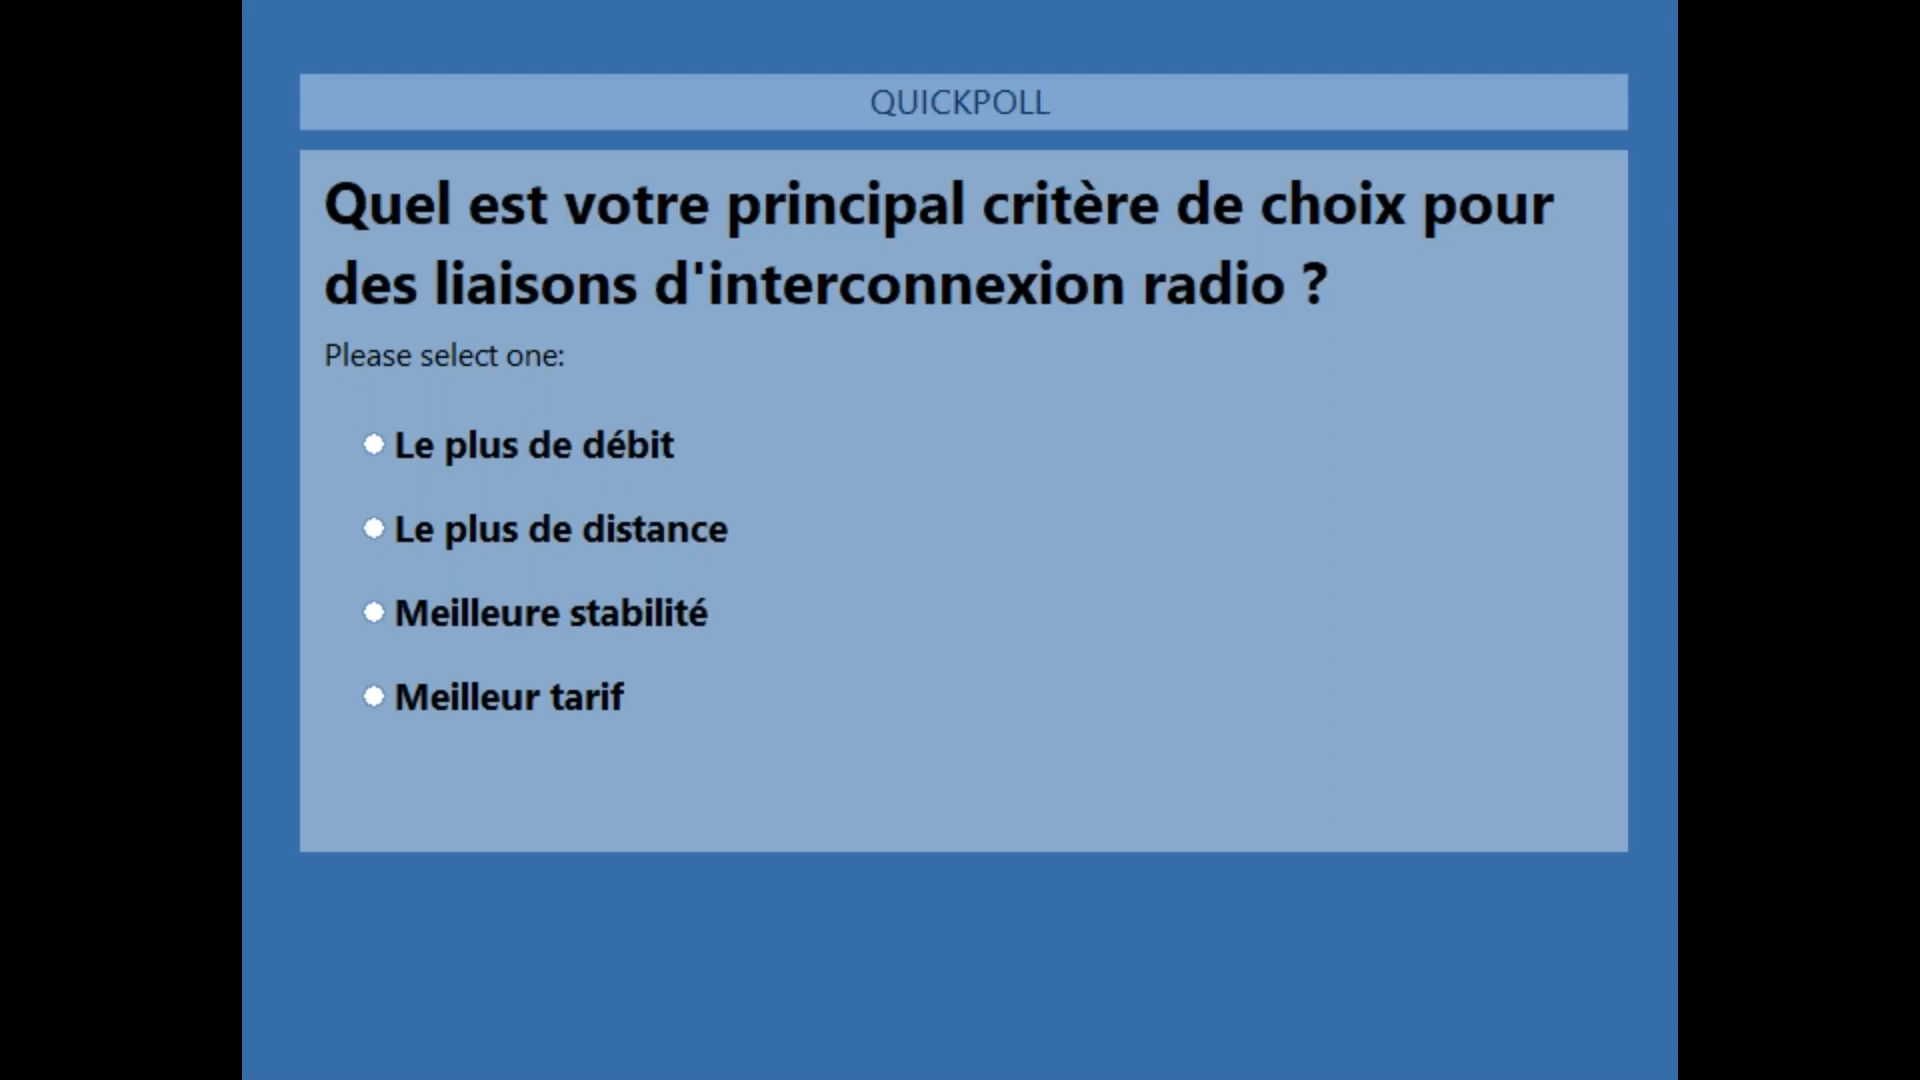 QUICKPOLL
Quel est votre principal critère de choix pour
des liaisons d'interconnexion radio ?
Please select one:
Le plus de débit
Le plus de distance
Meilleure stabilité
Meilleur tarif